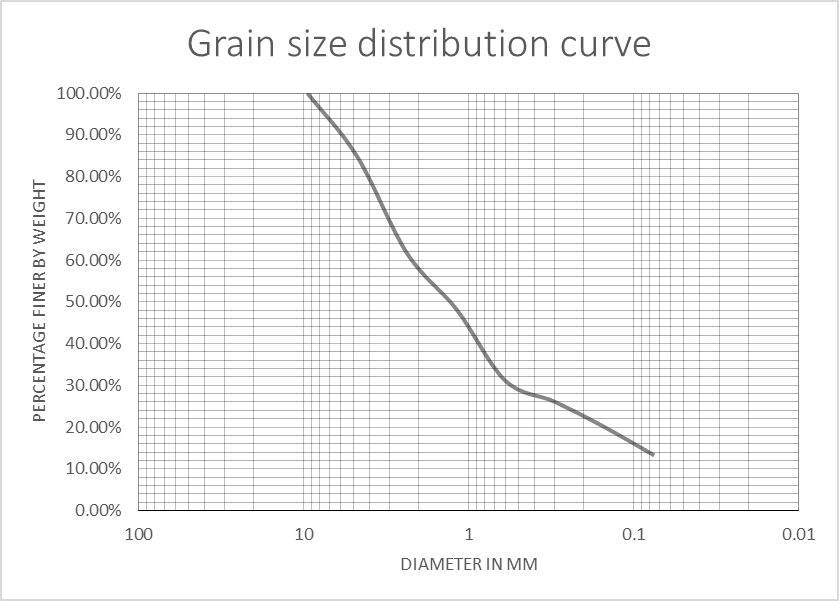 Grain size distribution curve
100.00%
90.00%
80.00%
70.00%
60.00%
50.00%
40.00%
30.00%
20.00%
10.00%
0.00%
PERCENTAGE FINER BY WEIGHT
100 10 1 0.1 0.01
DIAMETER IN MM